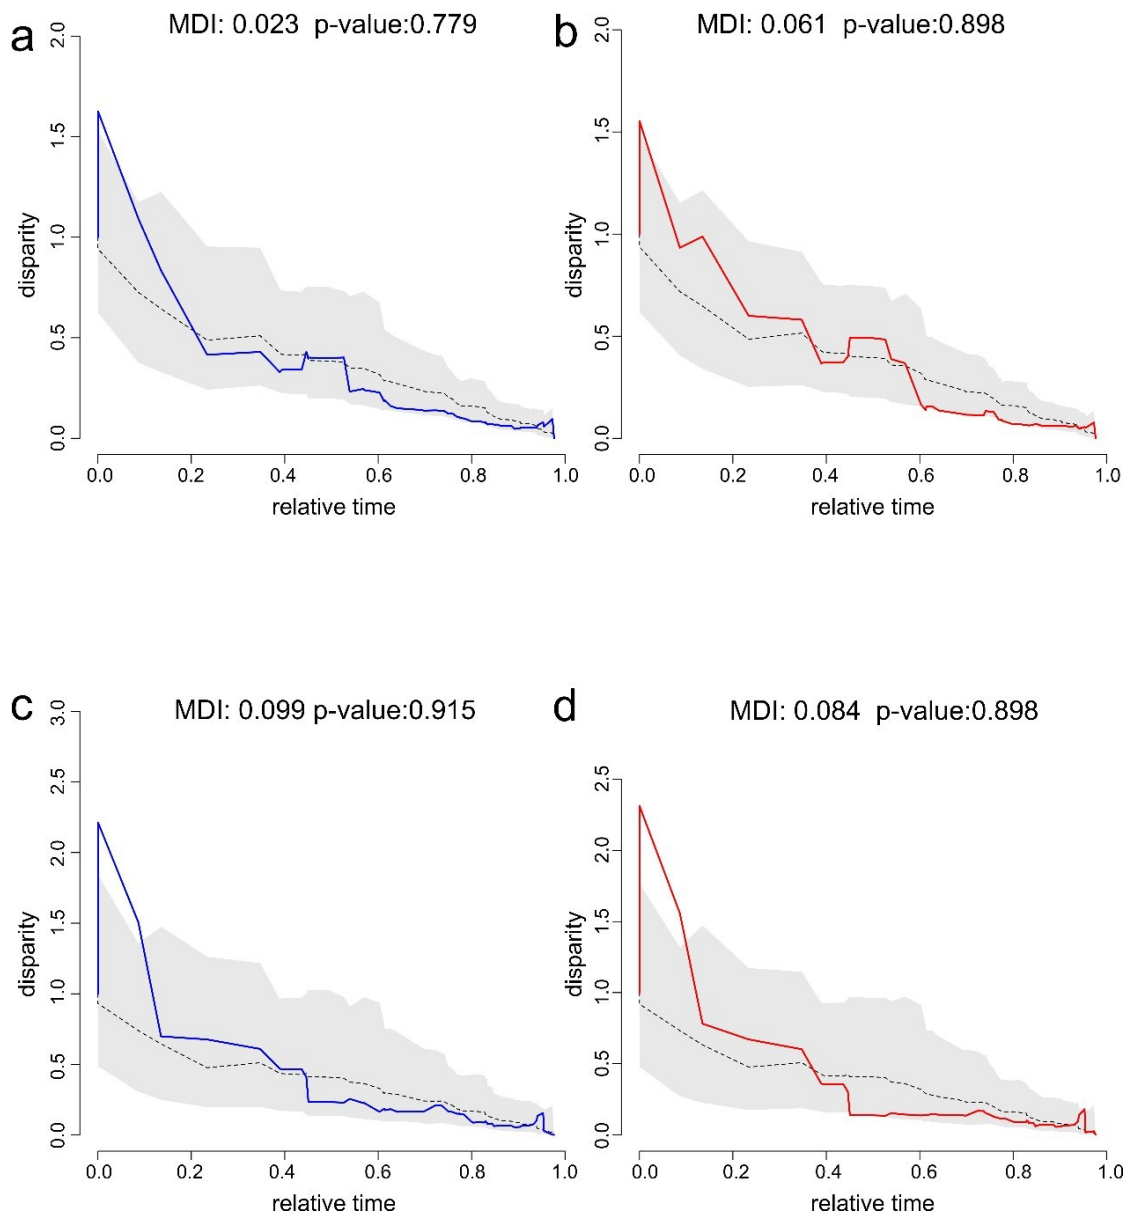 a
MDI: 0.023  p-value:0.779
2.0
1.5
1.0
0.5
0.0
disparity
0.0 0.2 0.4 0.6 0.8 1.0
relative time
b
MDI: 0.061  p-value:0.898
2.0
1.5
1.0
0.5
0.0
disparity
0.0 0.2 0.4 0.6 0.8 1.0
relative time
c
MDI: 0.099 p-value:0.915
3.0
2.5
2.0
1.5
1.0
0.5
0.0
disparity
0.0 0.2 0.4 0.6 0.8 1.0
relative time
d
MDI: 0.084  p-value:0.898
2.5
2.0
1.5
1.0
0.5
0.0
disparity
0.0 0.2 0.4 0.6 0.8 1.0
relative time